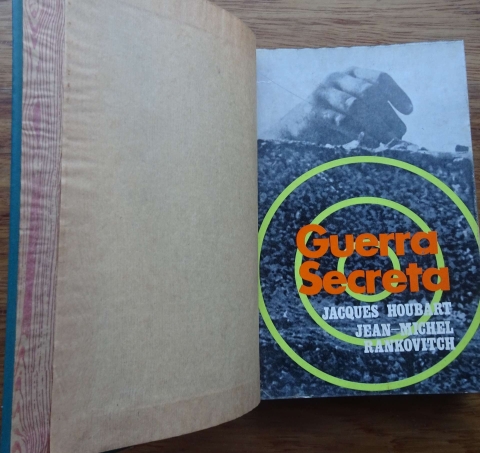 Guerra
Secreta
JACQUES HOUBART
JEAN-MICHEL
RANKOVITCH